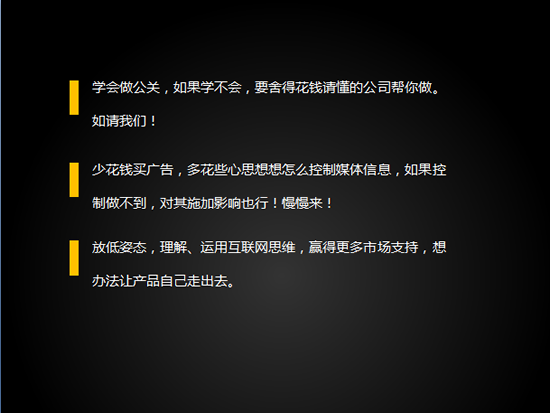 学会做公关，如果学不会，要舍得花钱请懂的公司帮你做。
如请我们！
少花钱买广告，多花些心思想想怎么控制媒体信息，如果控
制做不到，对其施加影响也行！慢慢来！
放低姿态，理解、运用互联网思维，赢得更多市场支持，想
办法让产品自己走出去。